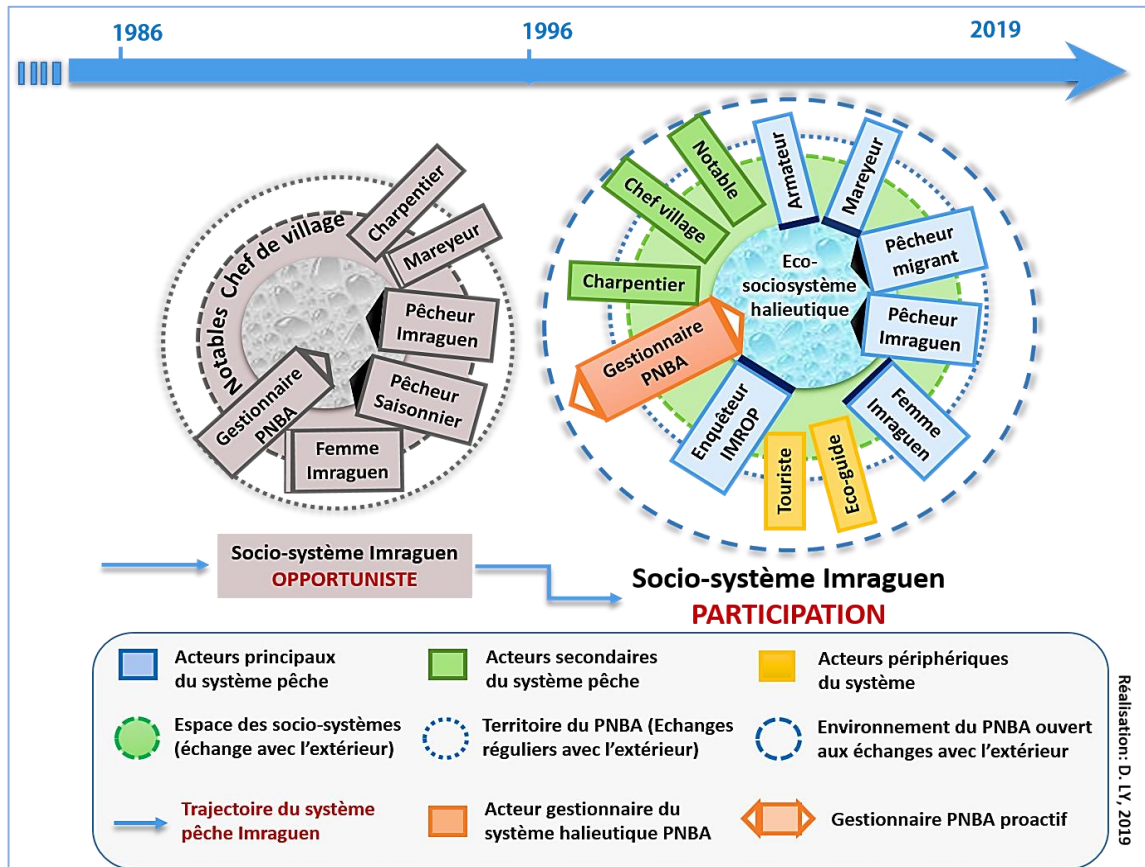 1986
1996
2019
Notables Chef de village
Charpentier
Mareyeur
Pêcheur
Imraguen
Pêcheur
Saisonnier
Femme
Imraguen
Gestionnaire
PNBA
Charpentier
Chef village
Notable
Armateur
Mareyeur
Pêcheur
migrant
Pêcheur
Imraguen
Femme
Imraguen
Eco-guide
Touriste
Enquêteur
IMROP
Gestionnaire
PNBA
Eco-
sociosystème
halieutique
Socio-système Imraguen
OPPORTUNISTE
Socio-système Imraguen
PARTICIPATION
Acteurs principaux
du système pêche
Acteurs secondaires
du système pêche
Acteurs périphériques
du système
Espace des socio-systèmes
(échange avec l'extérieur)
Territoire du PNBA (Echanges
réguliers avec l'extérieur)
Environnement du PNBA ouvert
aux échanges avec l'extérieur
Trajectoire du système
pêche Imraguen
Acteur gestionnaire du
système halieutique PNBA
Gestionnaire PNBA proactif
Réalisation: D. LY, 2019